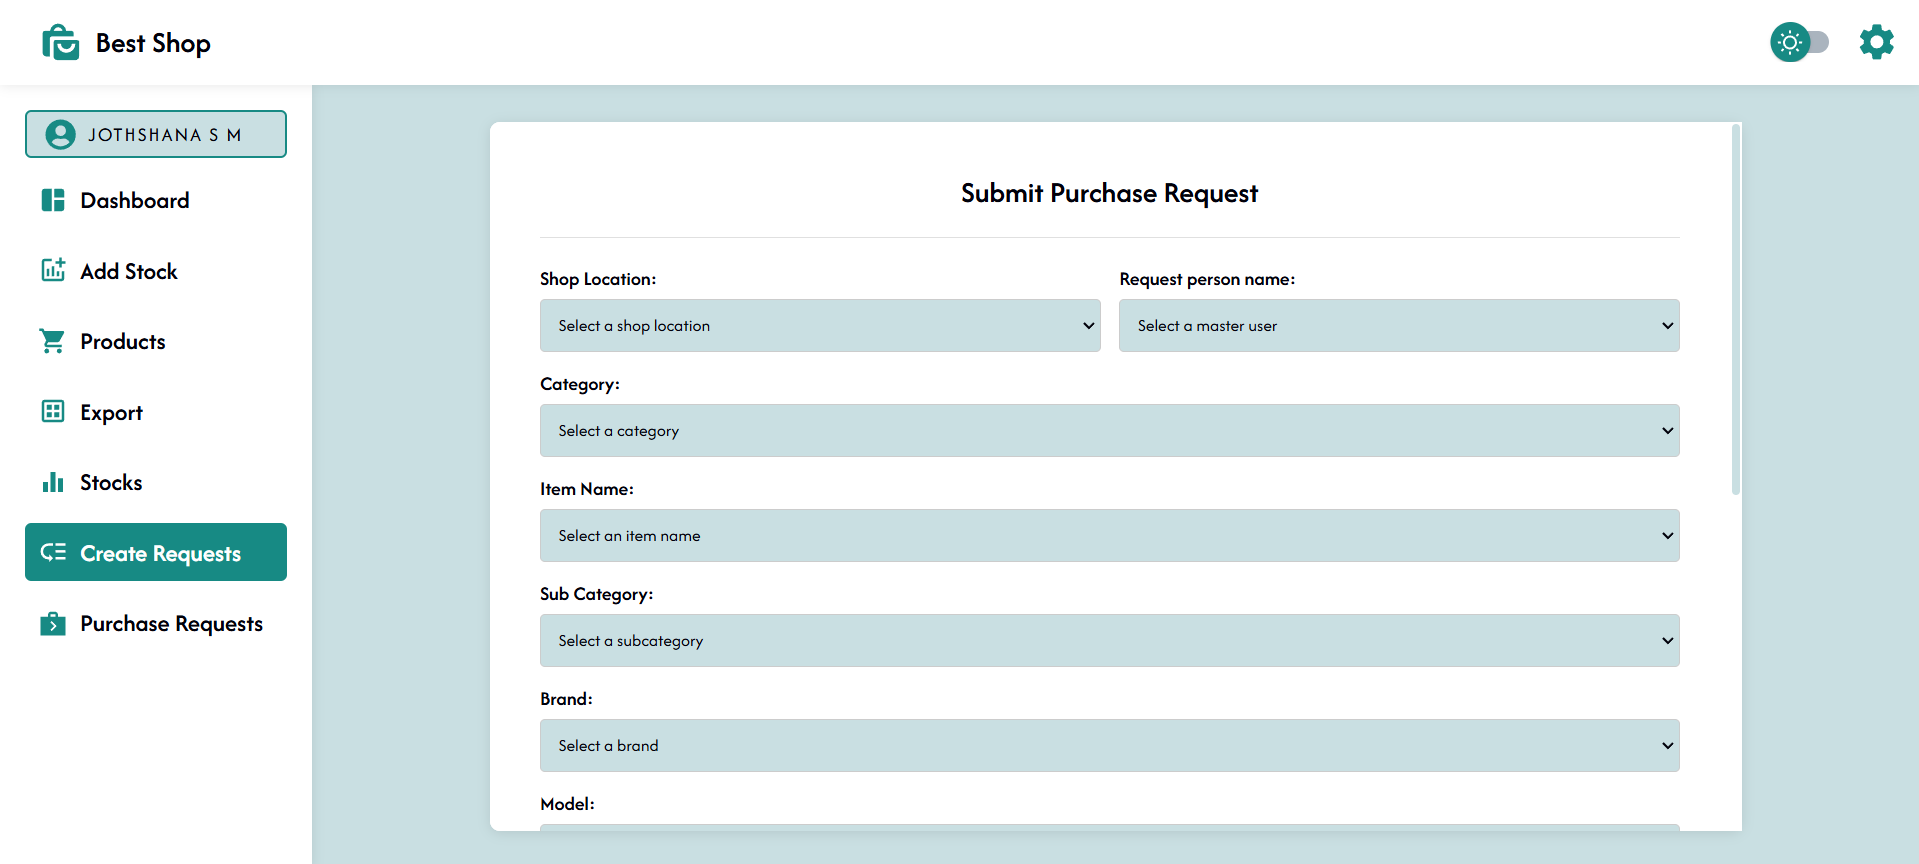 Best Shop
JOTHSHANA S M
Dashboard
Add Stock
Products
Export
Stocks
Create Requests
Purchase Requests
Submit Purchase Request
Shop Location:
Request person name:
Select a shop location
Select a master user
Category:
Select a category
Item Name:
Select an item name
Sub Category:
Select a subcategory
Brand:
Select a brand
Model: